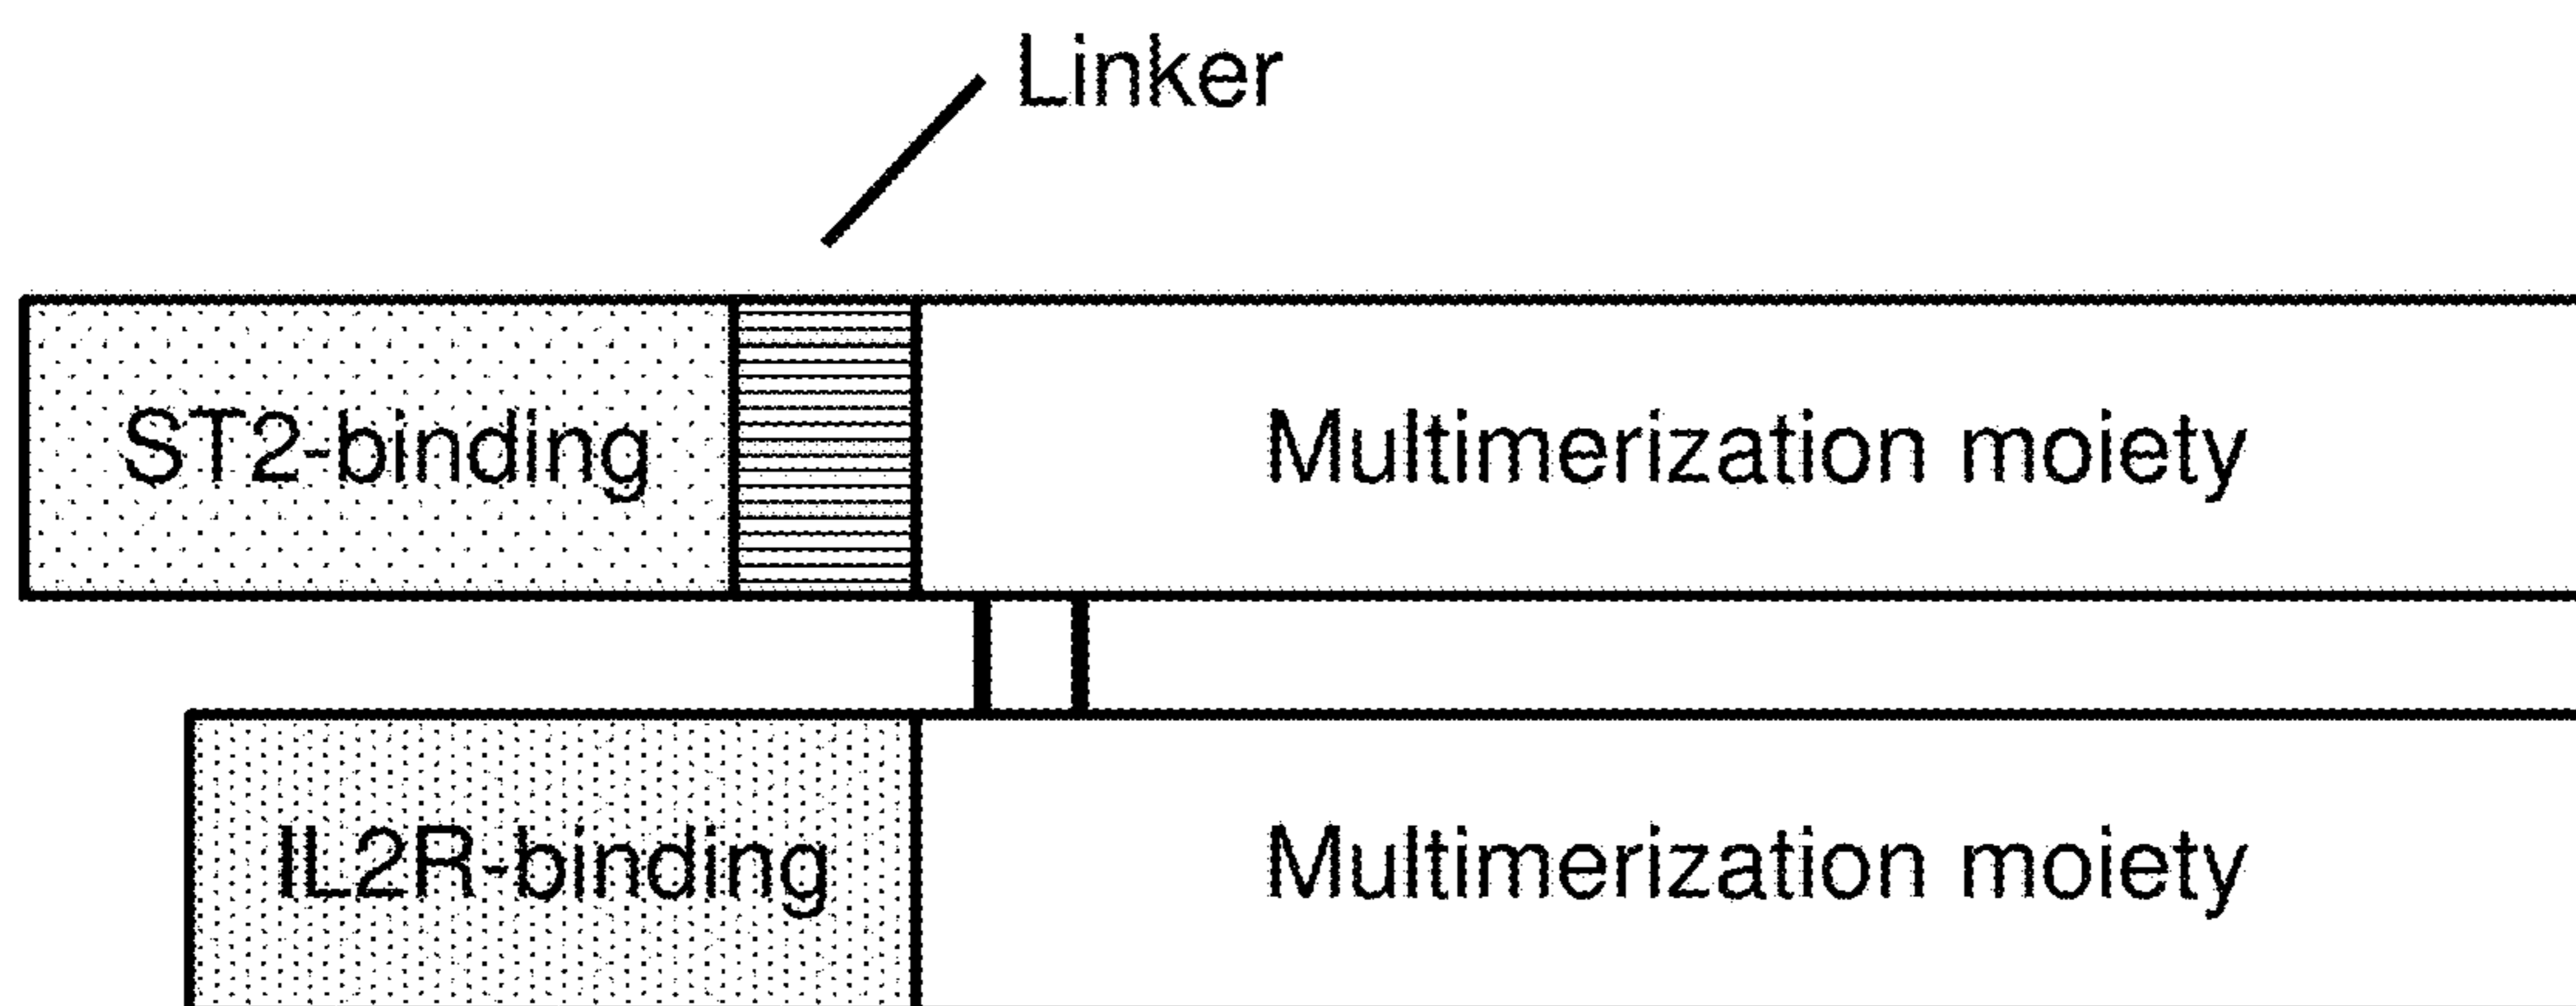 Linker
ST2-binding
Multimerization moiety
IL2R-binding
Multimerization moiety